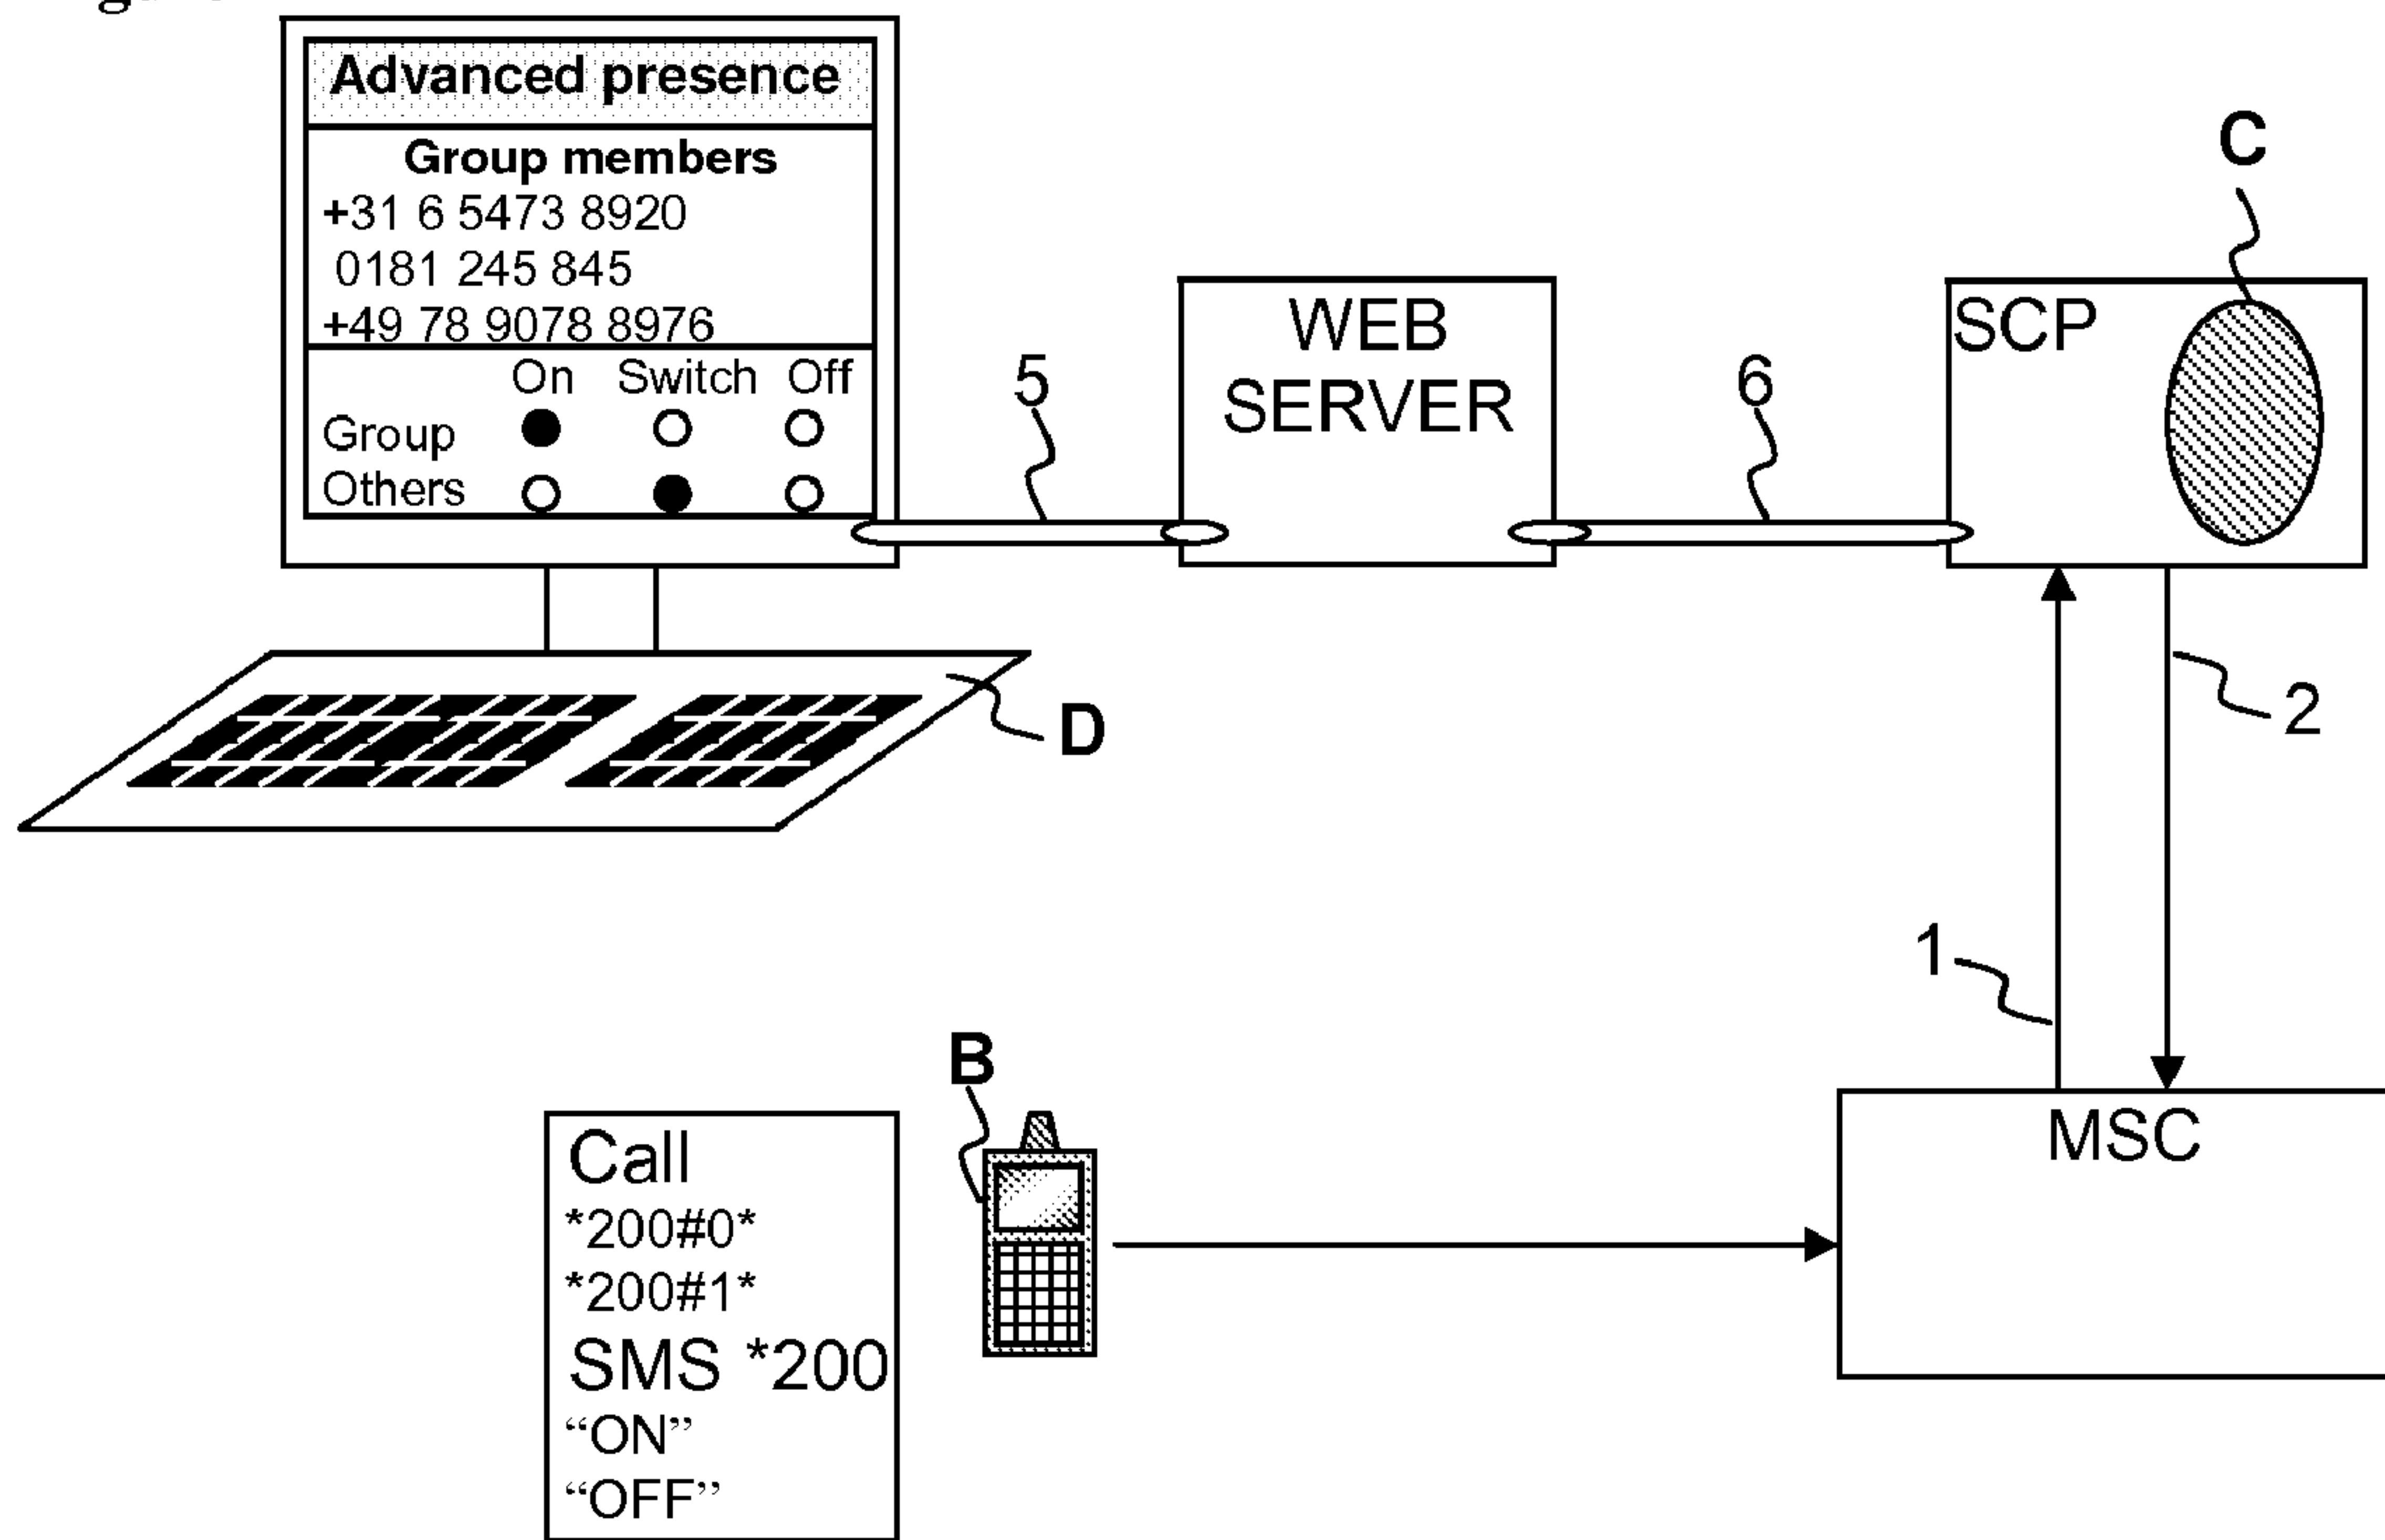 Advanced presence
Group members
+31 6 5473 8920
0181 245 845
+49 78 9078 8976
On Switch Off
Group
Others
5
WEB
SERVER
6
SCP
C
D
1
2
B
MSC
Call
*200#0*
*200#1*
SMS *200
“ON”
“OFF”